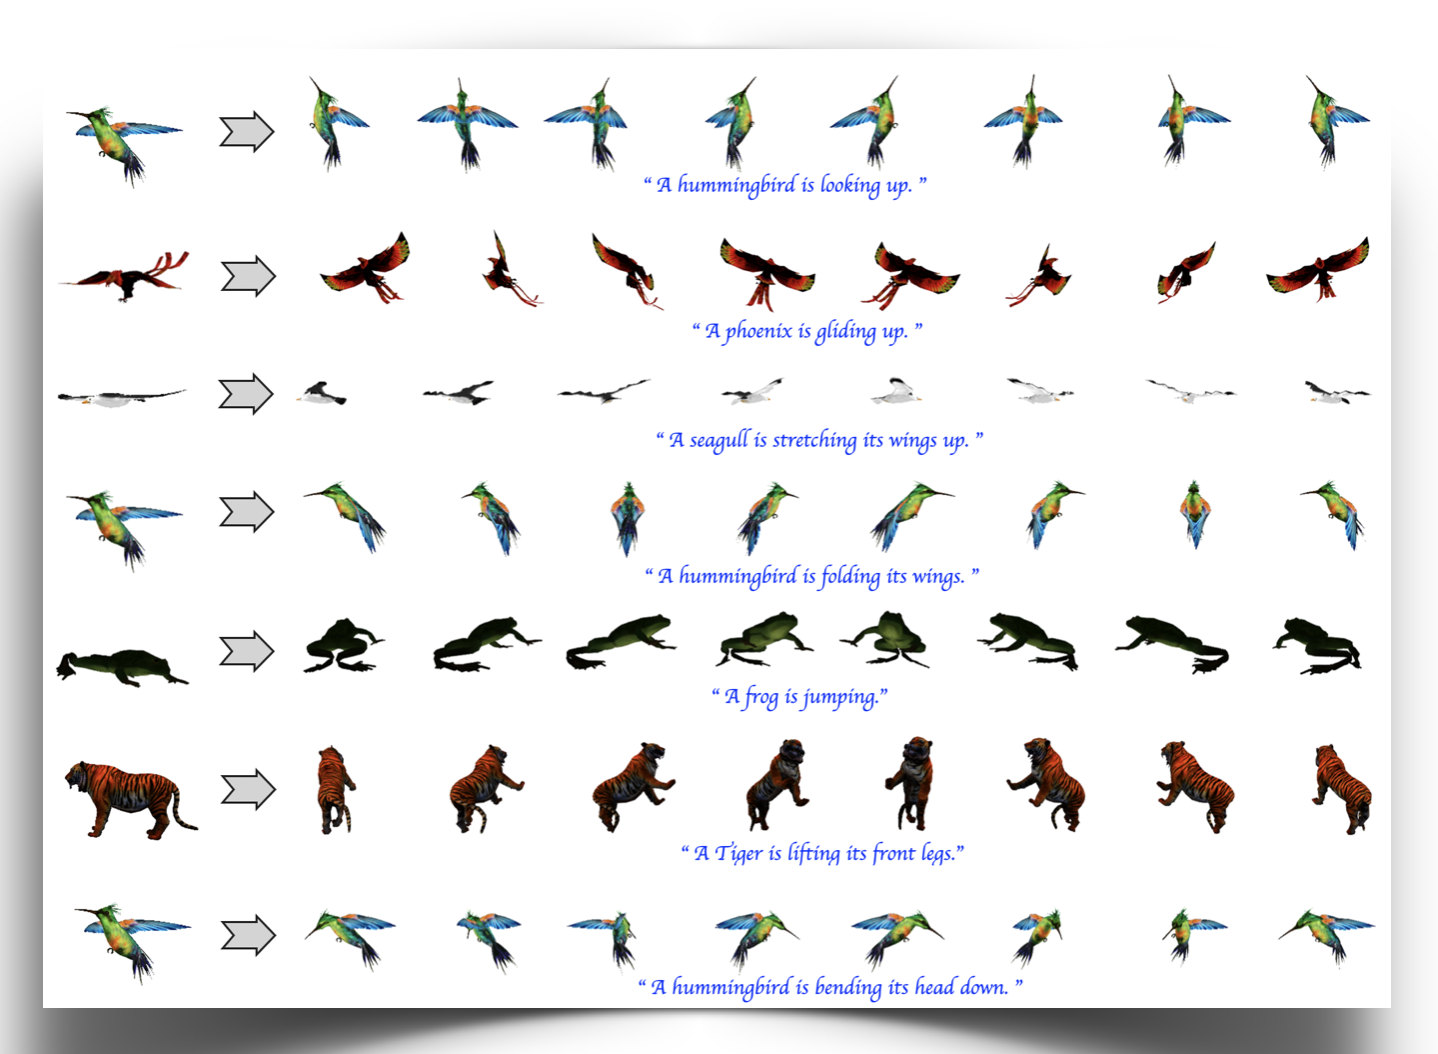 “ A hummingbird is looking up. ”
“ A phoenix is gliding up. ”
“ A seagull is stretching its wings up. ”
“ A hummingbird is folding its wings. ”
“ A frog is jumping.”
“ A Tiger is lifting its front legs.”
“ A hummingbird is bending its head down. ”